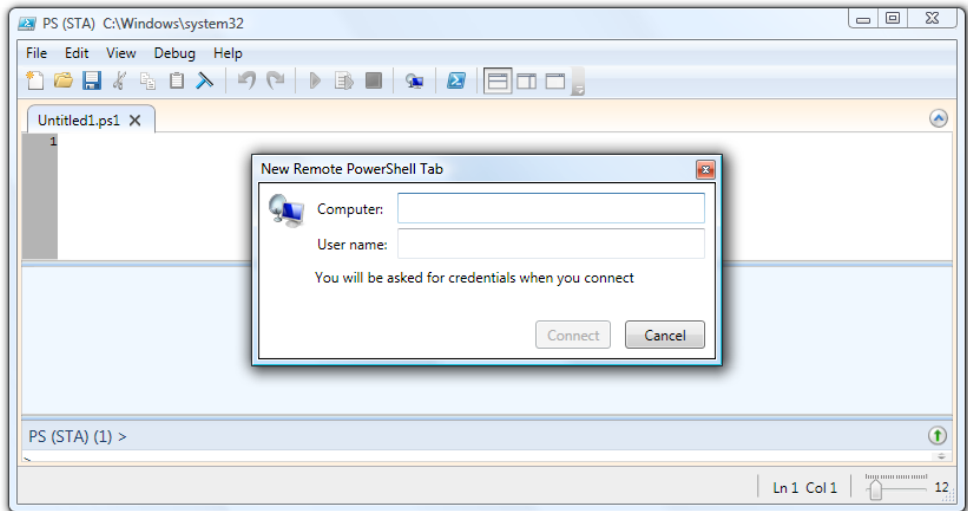 PS (STA) C:\Windows\system32
File Edit View Debug Help
Untitled1.ps1
1
New Remote PowerShell Tab
Computer:
User name:
You will be asked for credentials when you connect
Connect Cancel
PS (STA) (1) >
>
Ln 1 Col 1 12